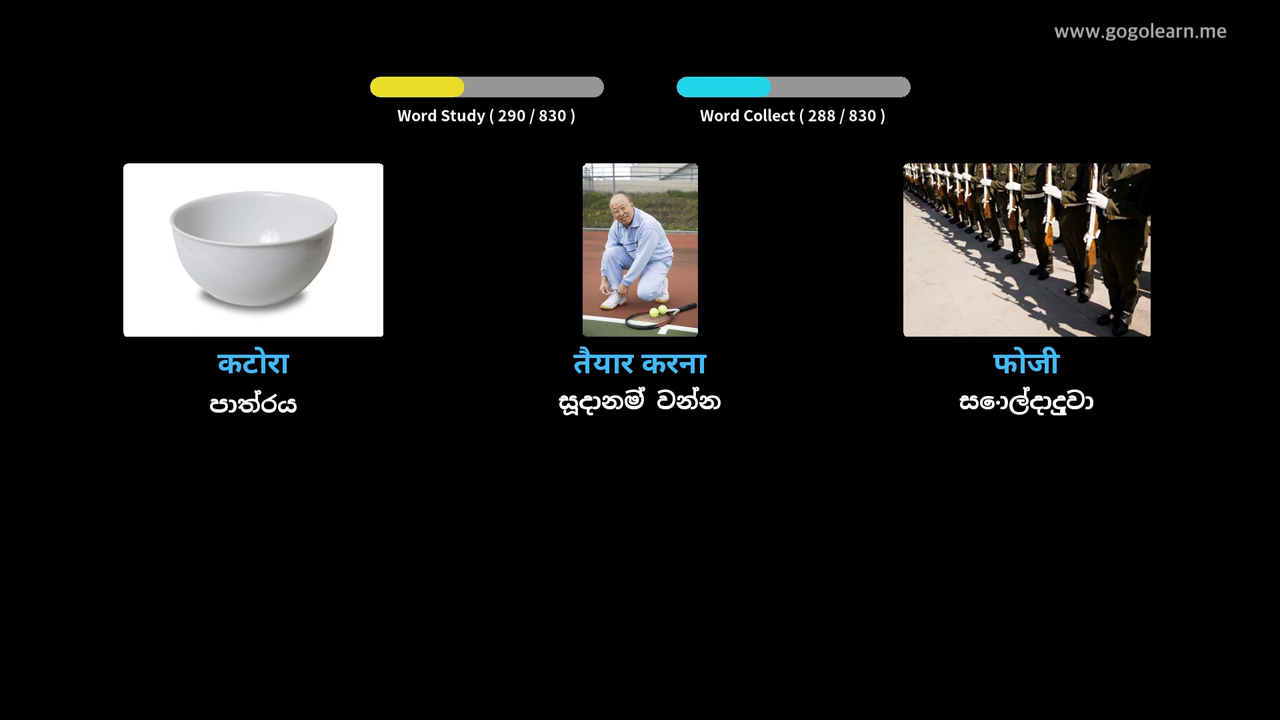 www.gogolearn.me
Word Study ( 290 / 830 )
Word Collect ( 288 / 830 )
कटोरा
පාත්රය
तैयार करना
සූදානම් වන්න
फोजी
සොල්දාදුවා